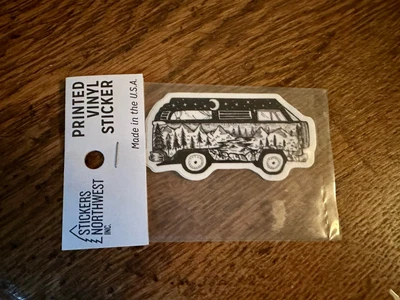 PRINTED
VINYL
STICKER
Made in the U.S.A.
STICKERS
NORTHWEST
INC.